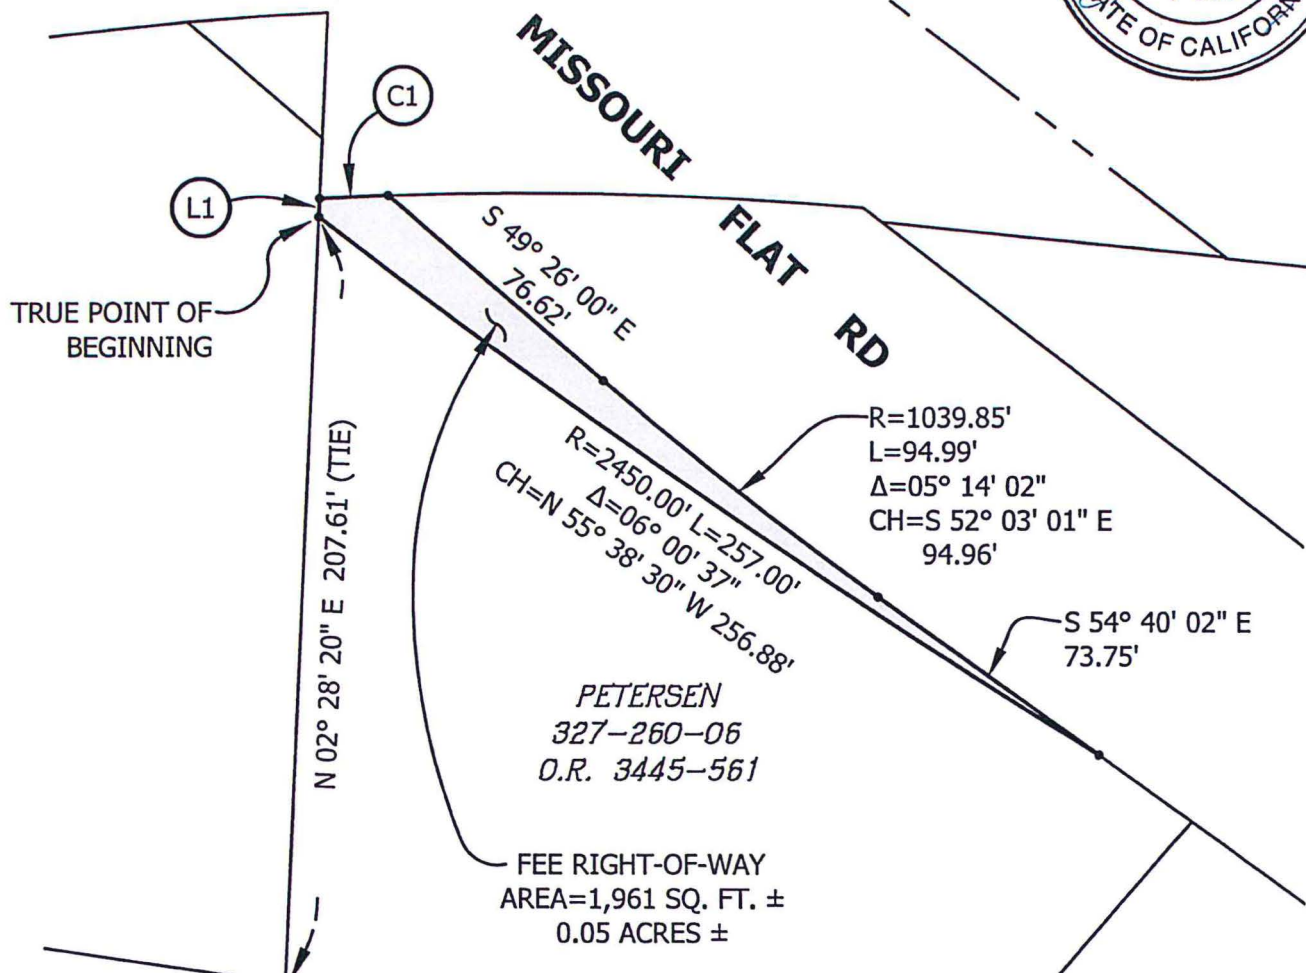 ATE OF CALIFORN
MISSOURI FLAT RD
C1
L1
TRUE POINT OF
BEGINNING
S 49° 26' 00" E
76.62'
R=1039.85'
L=94.99'
Δ=05° 14' 02"
CH=S 52° 03' 01" E
94.96'
R=2450.00' L=257.00'
Δ=06° 00' 37"
CH=N 55° 38' 30" W 256.88'
S 54° 40' 02" E
73.75'
N 02° 28' 20" E 207.61' (TIE)
PETERSEN
327-260-06
O.R. 3445-561
FEE RIGHT-OF-WAY
AREA=1,961 SQ. FT. ±
0.05 ACRES ±